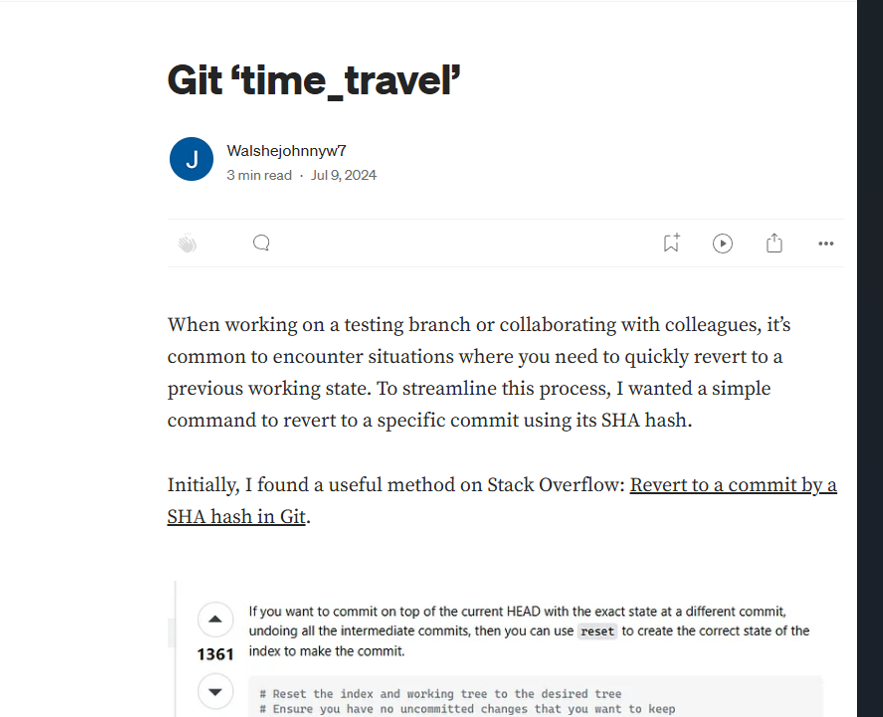 Git ‘time_travel’
J
Walshejohnnyw7
3 min read · Jul 9, 2024
When working on a testing branch or collaborating with colleagues, it’s
common to encounter situations where you need to quickly revert to a
previous working state. To streamline this process, I wanted a simple
command to revert to a specific commit using its SHA hash.
Initially, I found a useful method on Stack Overflow: Revert to a commit by a
SHA hash in Git.
If you want to commit on top of the current HEAD with the exact state at a different commit,
undoing all the intermediate commits, then you can use reset to create the correct state of the
index to make the commit.
1361
# Reset the index and working tree to the desired tree
# Ensure you have no uncommitted changes that you want to keep